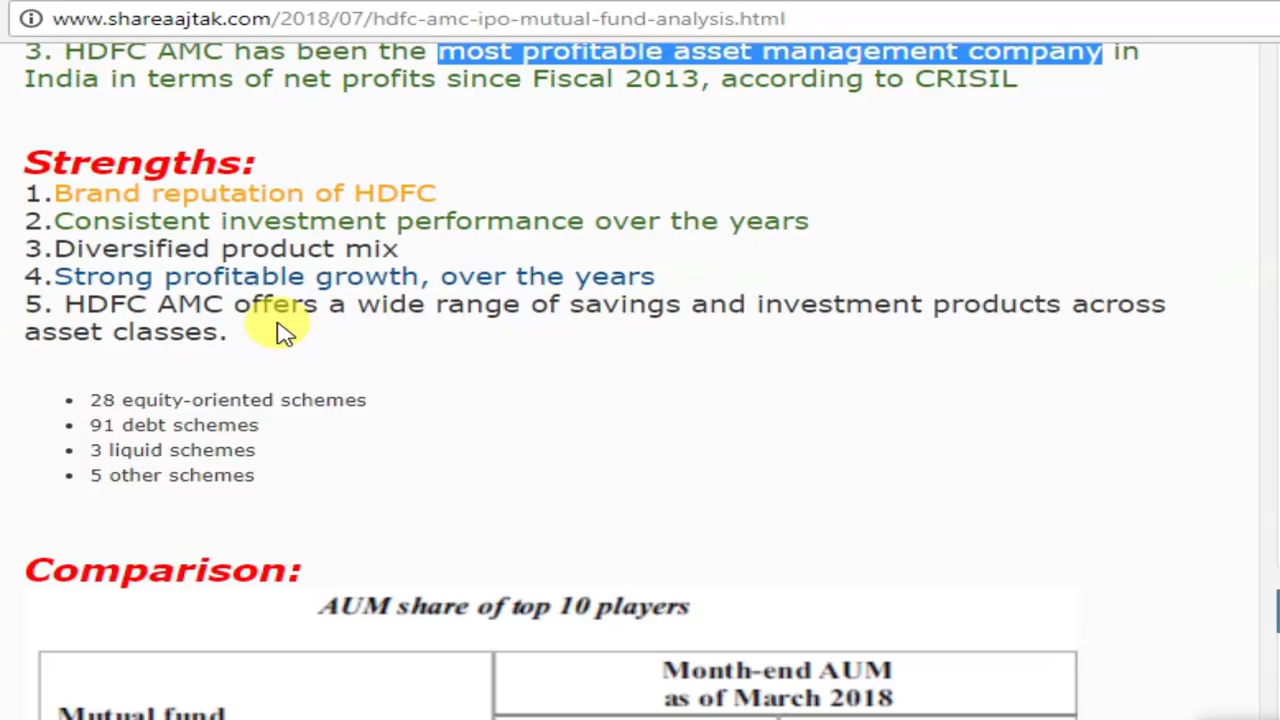 www.shareaajtak.com/2018/07/hdfc-amc-ipo-mutual-fund-analysis.html
3. HDFC AMC has been the most profitable asset management company in
India in terms of net profits since Fiscal 2013, according to CRISIL
Strengths:
1.Brand reputation of HDFC
2.Consistent investment performance over the years
3.Diversified product mix
4.Strong profitable growth, over the years
5. HDFC AMC offers a wide range of savings and investment products across
asset classes.
• 28 equity-oriented schemes
• 91 debt schemes
• 3 liquid schemes
• 5 other schemes
Comparison:
AUM share of top 10 players
Month-end AUM
as of March 2018
Mutual fund